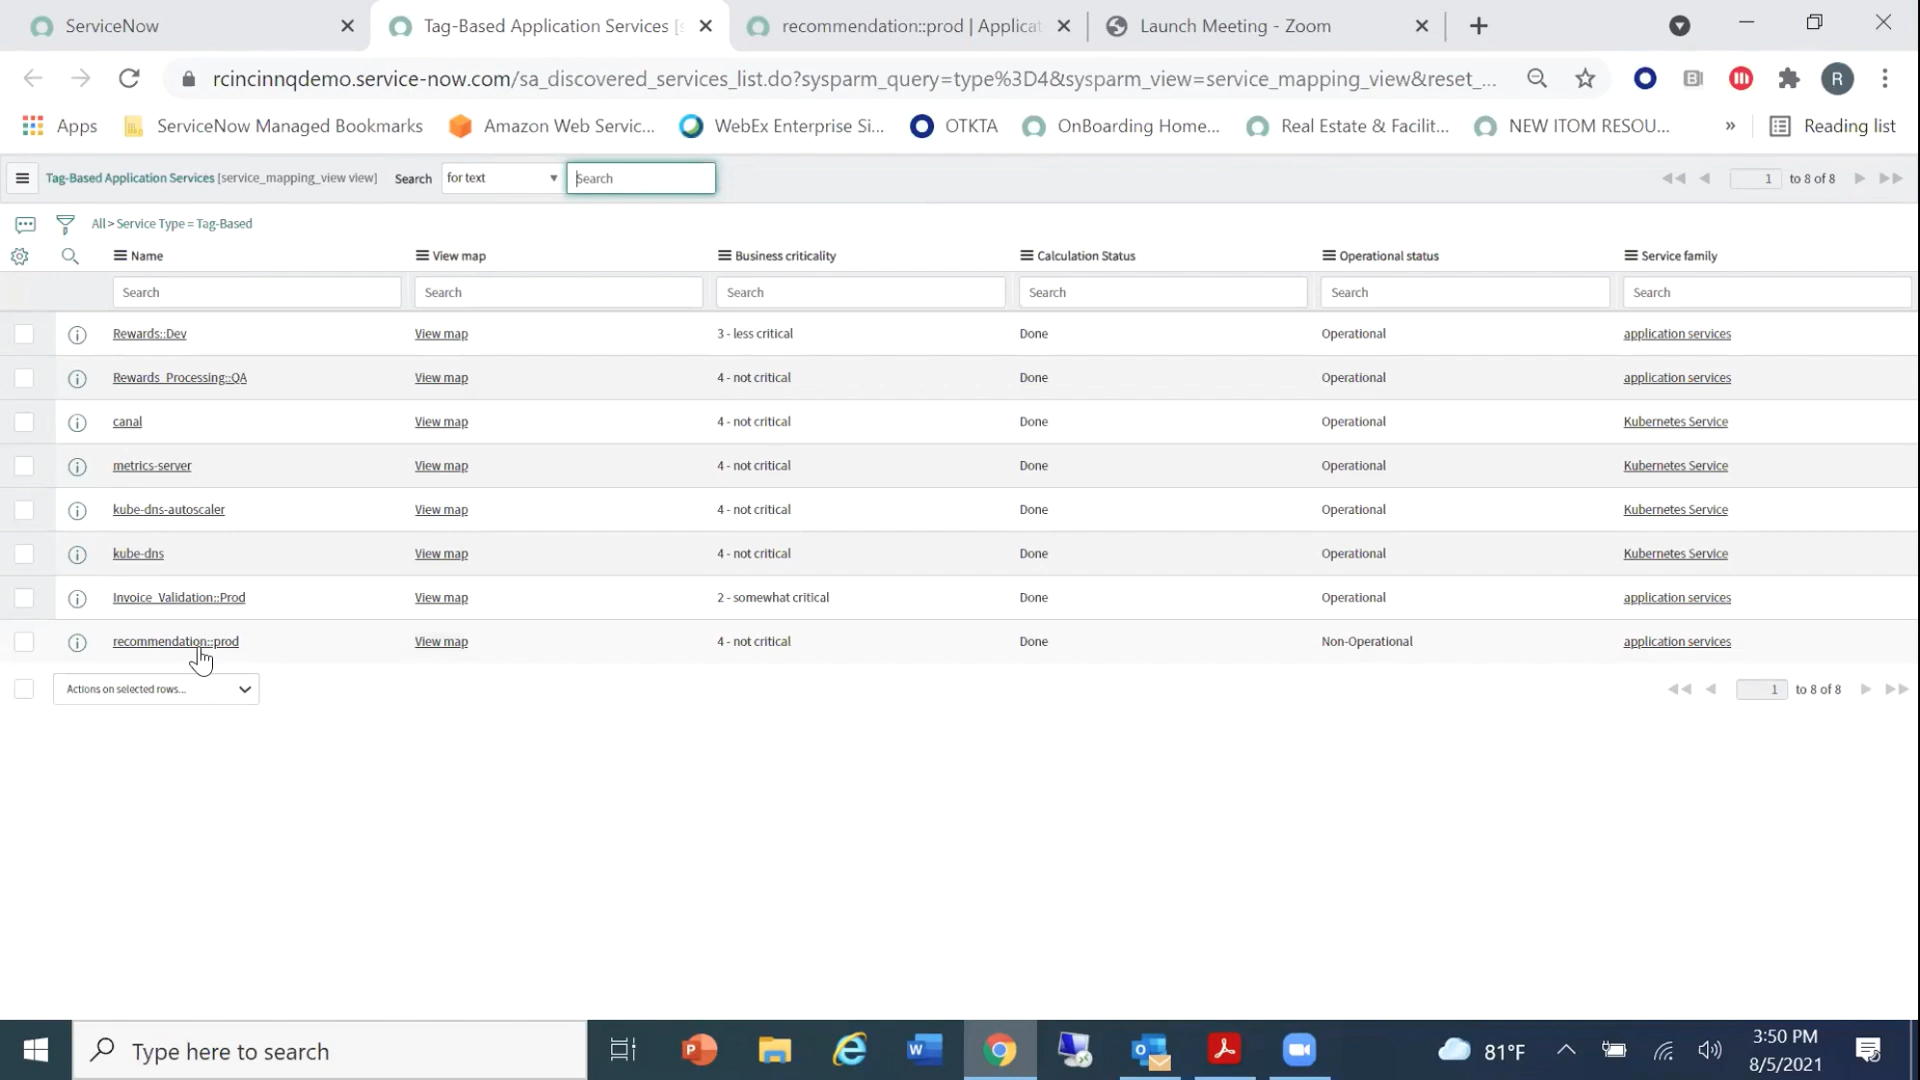 ServiceNow
Tag-Based Application Services [s
recommendation::prod | Applicat
Launch Meeting - Zoom
rcincinnqdemo.service-now.com/sa_discovered_services_list.do?sysparm_query=type%3D4&sysparm_view=service_mapping_view&reset_...
R
Apps
ServiceNow Managed Bookmarks
Amazon Web Servic...
WebEx Enterprise Si...
OTKTA
OnBoarding Home...
Real Estate & Facilit...
NEW ITOM RESOU...
»
Reading list
Tag-Based Application Services [service_mapping_view view] Search for text Search 1 to 8 of 8
All > Service Type = Tag-Based
Name View map Business criticality Calculation Status Operational status Service family
Search Search Search Search Search Search
Rewards::Dev View map 3 - less critical Done Operational application services
Rewards_Processing::QA View map 4 - not critical Done Operational application services
canal View map 4 - not critical Done Operational Kubernetes Service
metrics-server View map 4 - not critical Done Operational Kubernetes Service
kube-dns-autoscaler View map 4 - not critical Done Operational Kubernetes Service
kube-dns View map 4 - not critical Done Operational Kubernetes Service
Invoice_Validation::Prod View map 2 - somewhat critical Done Operational application services
recommendation::prod View map 4 - not critical Done Non-Operational application services
Actions on selected rows... 1 to 8 of 8
Type here to search
81°F
3:50 PM
8/5/2021